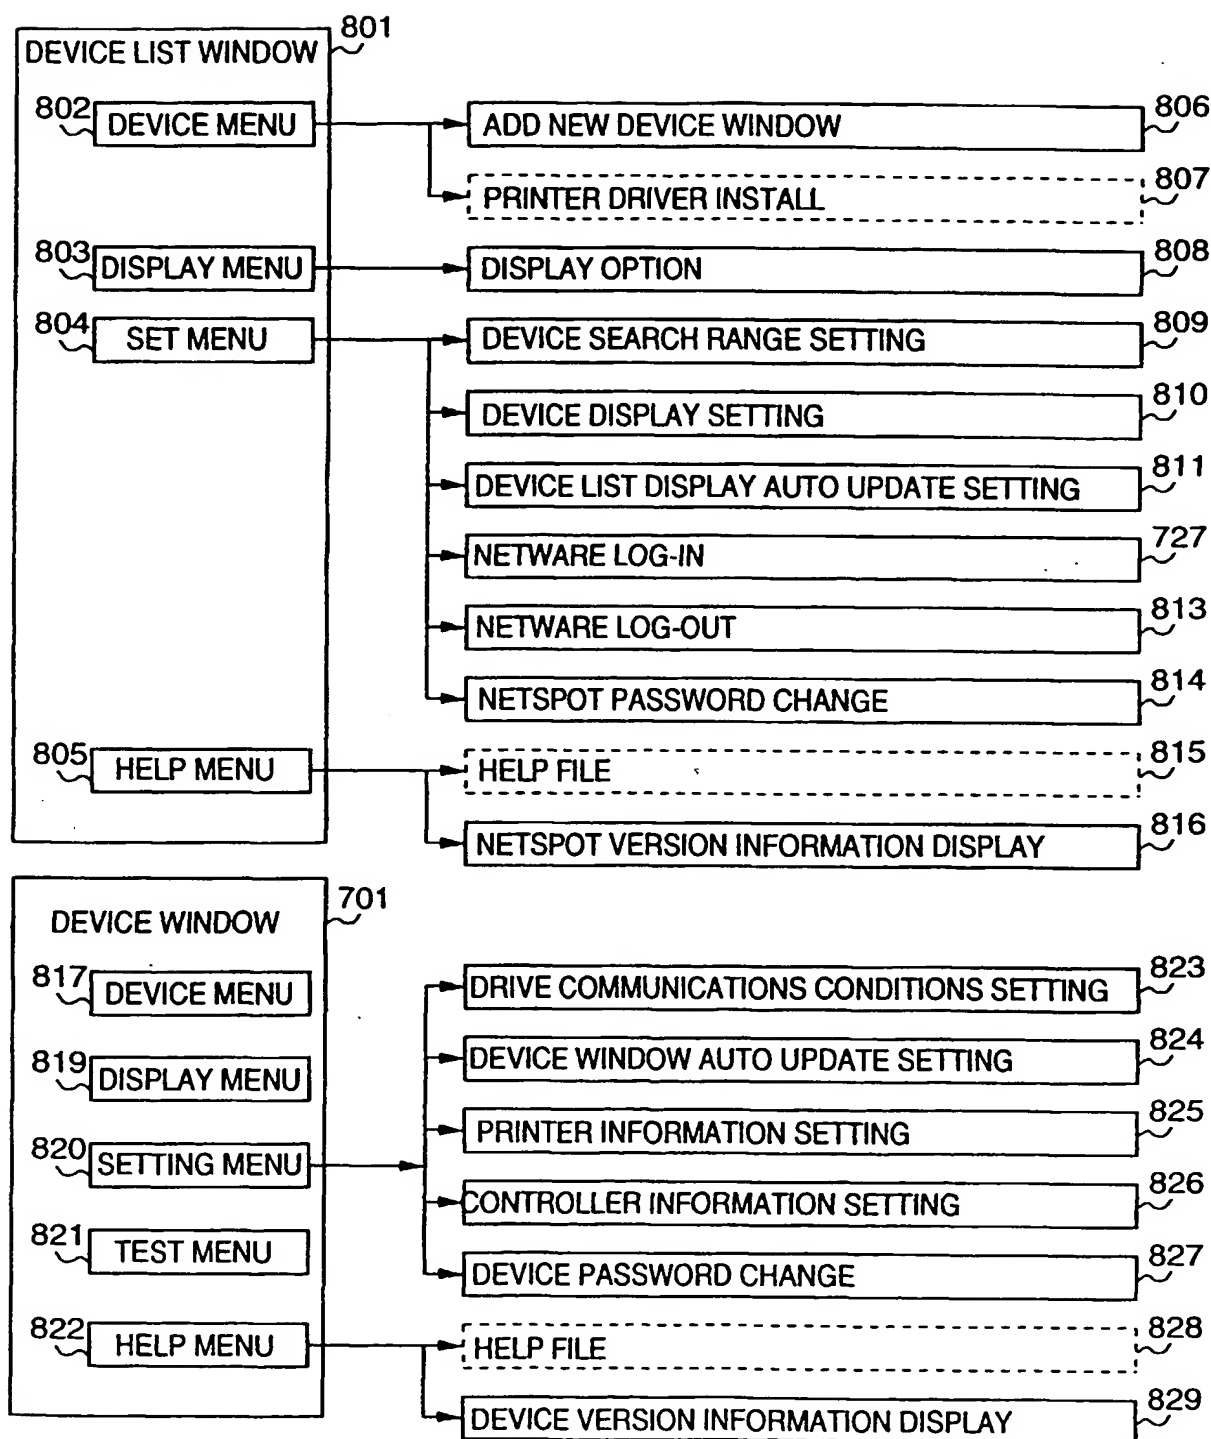 801
DEVICE LIST WINDOW
802 DEVICE MENU
ADD NEW DEVICE WINDOW 806
PRINTER DRIVER INSTALL 807
803 DISPLAY MENU
DISPLAY OPTION 808
804 SET MENU
DEVICE SEARCH RANGE SETTING 809
DEVICE DISPLAY SETTING 810
DEVICE LIST DISPLAY AUTO UPDATE SETTING 811
NETWARE LOG-IN 727
NETWARE LOG-OUT 813
NETSPOT PASSWORD CHANGE 814
805 HELP MENU
HELP FILE 815
NETSPOT VERSION INFORMATION DISPLAY 816
701
DEVICE WINDOW
817 DEVICE MENU
DRIVE COMMUNICATIONS CONDITIONS SETTING 823
819 DISPLAY MENU
DEVICE WINDOW AUTO UPDATE SETTING 824
PRINTER INFORMATION SETTING 825
820 SETTING MENU
CONTROLLER INFORMATION SETTING 826
821 TEST MENU
DEVICE PASSWORD CHANGE 827
822 HELP MENU
HELP FILE 828
DEVICE VERSION INFORMATION DISPLAY 829